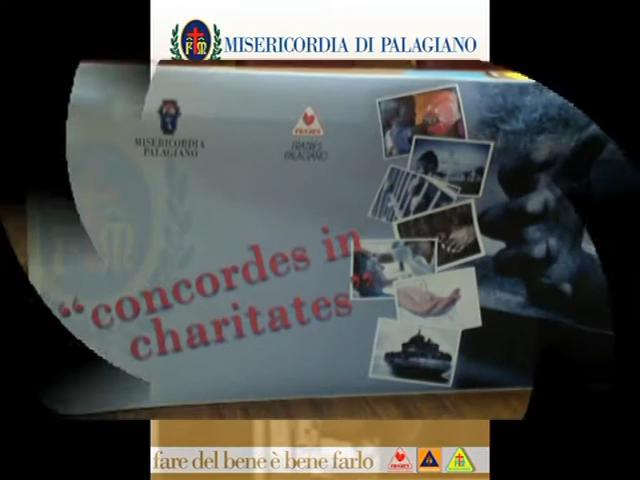 MISERICORDIA DI PALAGIANO
MISERICORDIA
PALAGIANO
FRATRES
FRATRES
PALAGIANO
"concordes in
charitates"
fare del bene è bene farlo